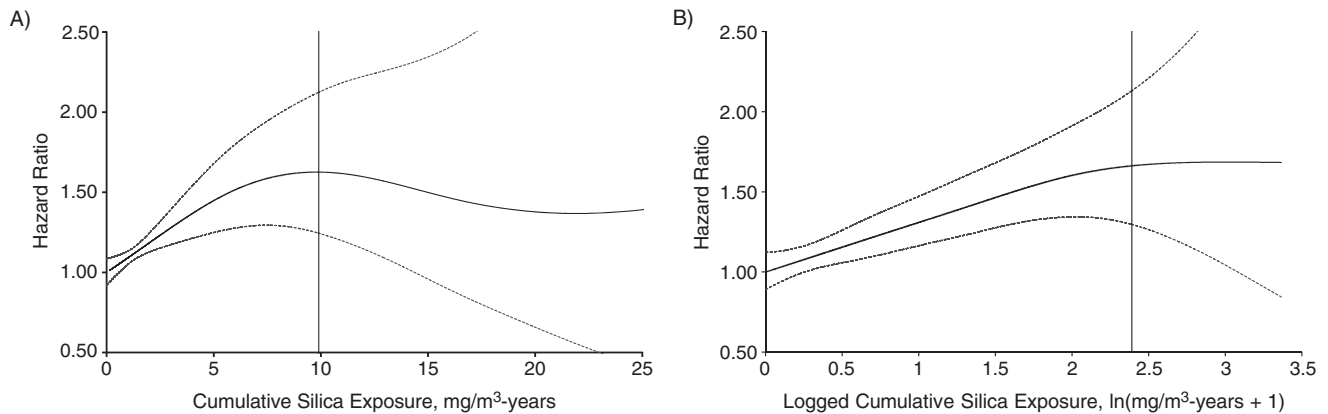 A)
2.50
2.00
1.50
1.00
0.50
Hazard Ratio
0 5 10 15 20 25
Cumulative Silica Exposure, mg/m³-years
B)
2.50
2.00
1.50
1.00
0.50
Hazard Ratio
0 0.5 1 1.5 2 2.5 3 3.5
Logged Cumulative Silica Exposure, ln(mg/m³-years + 1)